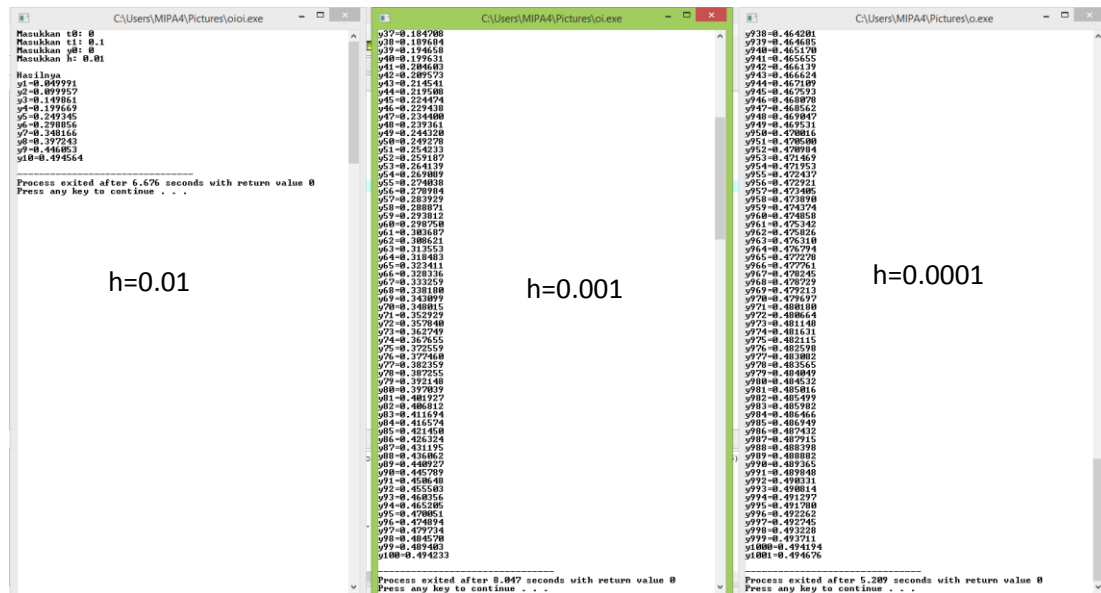 C:\Users\MIPA4\Pictures\oioi.exe
Masukkan t0: 0
Masukkan t1: 0.1
Masukkan y0: 0
Masukkan h: 0.01
Hasilnya
y1=0.049991
y2=0.099957
y3=0.149861
y4=0.199669
y5=0.249345
y6=0.298856
y7=0.348166
y8=0.397243
y9=0.446053
y10=0.494564
--------------------------------
Process exited after 6.676 seconds with return value 0
Press any key to continue . . .
h=0.01
C:\Users\MIPA4\Pictures\oi.exe
y37=0.184708
y38=0.189684
y39=0.194658
y40=0.199631
y41=0.204603
y42=0.209573
y43=0.214541
y44=0.219508
y45=0.224474
y46=0.229438
y47=0.234400
y48=0.239361
y49=0.244320
y50=0.249278
y51=0.254233
y52=0.259187
y53=0.264139
y54=0.269089
y55=0.274038
y56=0.278984
y57=0.283929
y58=0.288871
y59=0.293812
y60=0.298750
y61=0.303687
y62=0.308621
y63=0.313553
y64=0.318483
y65=0.323411
y66=0.328336
y67=0.333259
y68=0.338180
y69=0.343099
y70=0.348015
y71=0.352929
y72=0.357840
y73=0.362749
y74=0.367655
y75=0.372559
y76=0.377460
y77=0.382359
y78=0.387255
y79=0.392148
y80=0.397039
y81=0.401927
y82=0.406812
y83=0.411694
y84=0.416574
y85=0.421450
y86=0.426324
y87=0.431195
y88=0.436062
y89=0.440927
y90=0.445789
y91=0.450648
y92=0.455503
y93=0.460356
y94=0.465205
y95=0.470051
y96=0.474894
y97=0.479734
y98=0.484570
y99=0.489403
y100=0.494233
--------------------------------
Process exited after 8.047 seconds with return value 0
Press any key to continue . . .
h=0.001
C:\Users\MIPA4\Pictures\o.exe
y938=0.464201
y939=0.464685
y940=0.465170
y941=0.465655
y942=0.466139
y943=0.466624
y944=0.467109
y945=0.467593
y946=0.468078
y947=0.468562
y948=0.469047
y949=0.469531
y950=0.470016
y951=0.470500
y952=0.470984
y953=0.471469
y954=0.471953
y955=0.472437
y956=0.472921
y957=0.473405
y958=0.473890
y959=0.474374
y960=0.474858
y961=0.475342
y962=0.475826
y963=0.476310
y964=0.476794
y965=0.477278
y966=0.477761
y967=0.478245
y968=0.478729
y969=0.479213
y970=0.479697
y971=0.480180
y972=0.480664
y973=0.481148
y974=0.481631
y975=0.482115
y976=0.482598
y977=0.483082
y978=0.483565
y979=0.484049
y980=0.484532
y981=0.485016
y982=0.485499
y983=0.485982
y984=0.486466
y985=0.486949
y986=0.487432
y987=0.487915
y988=0.488398
y989=0.488882
y990=0.489365
y991=0.489848
y992=0.490331
y993=0.490814
y994=0.491297
y995=0.491780
y996=0.492262
y997=0.492745
y998=0.493228
y999=0.493711
y1000=0.494194
y1001=0.494676
--------------------------------
Process exited after 5.209 seconds with return value 0
Press any key to continue . . .
h=0.0001